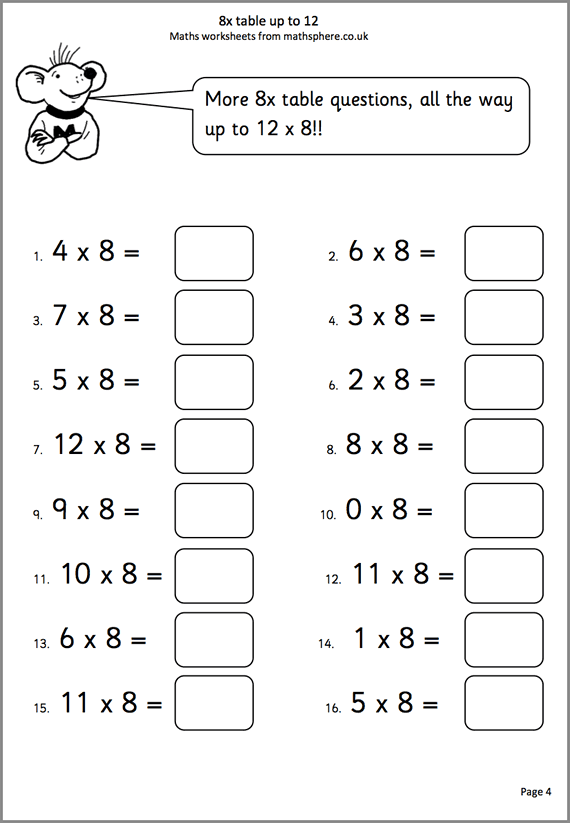 8x table up to 12
Maths worksheets from mathsphere.co.uk
More 8x table questions, all the way
up to 12 x 8!!
M
1. 4 x 8 =
2. 6 x 8 =
3. 7 x 8 =
4. 3 x 8 =
5. 5 x 8 =
6. 2 x 8 =
7. 12 x 8 =
8. 8 x 8 =
9. 9 x 8 =
10. 0 x 8 =
11. 10 x 8 =
12. 11 x 8 =
13. 6 x 8 =
14. 1 x 8 =
15. 11 x 8 =
16. 5 x 8 =
Page 4